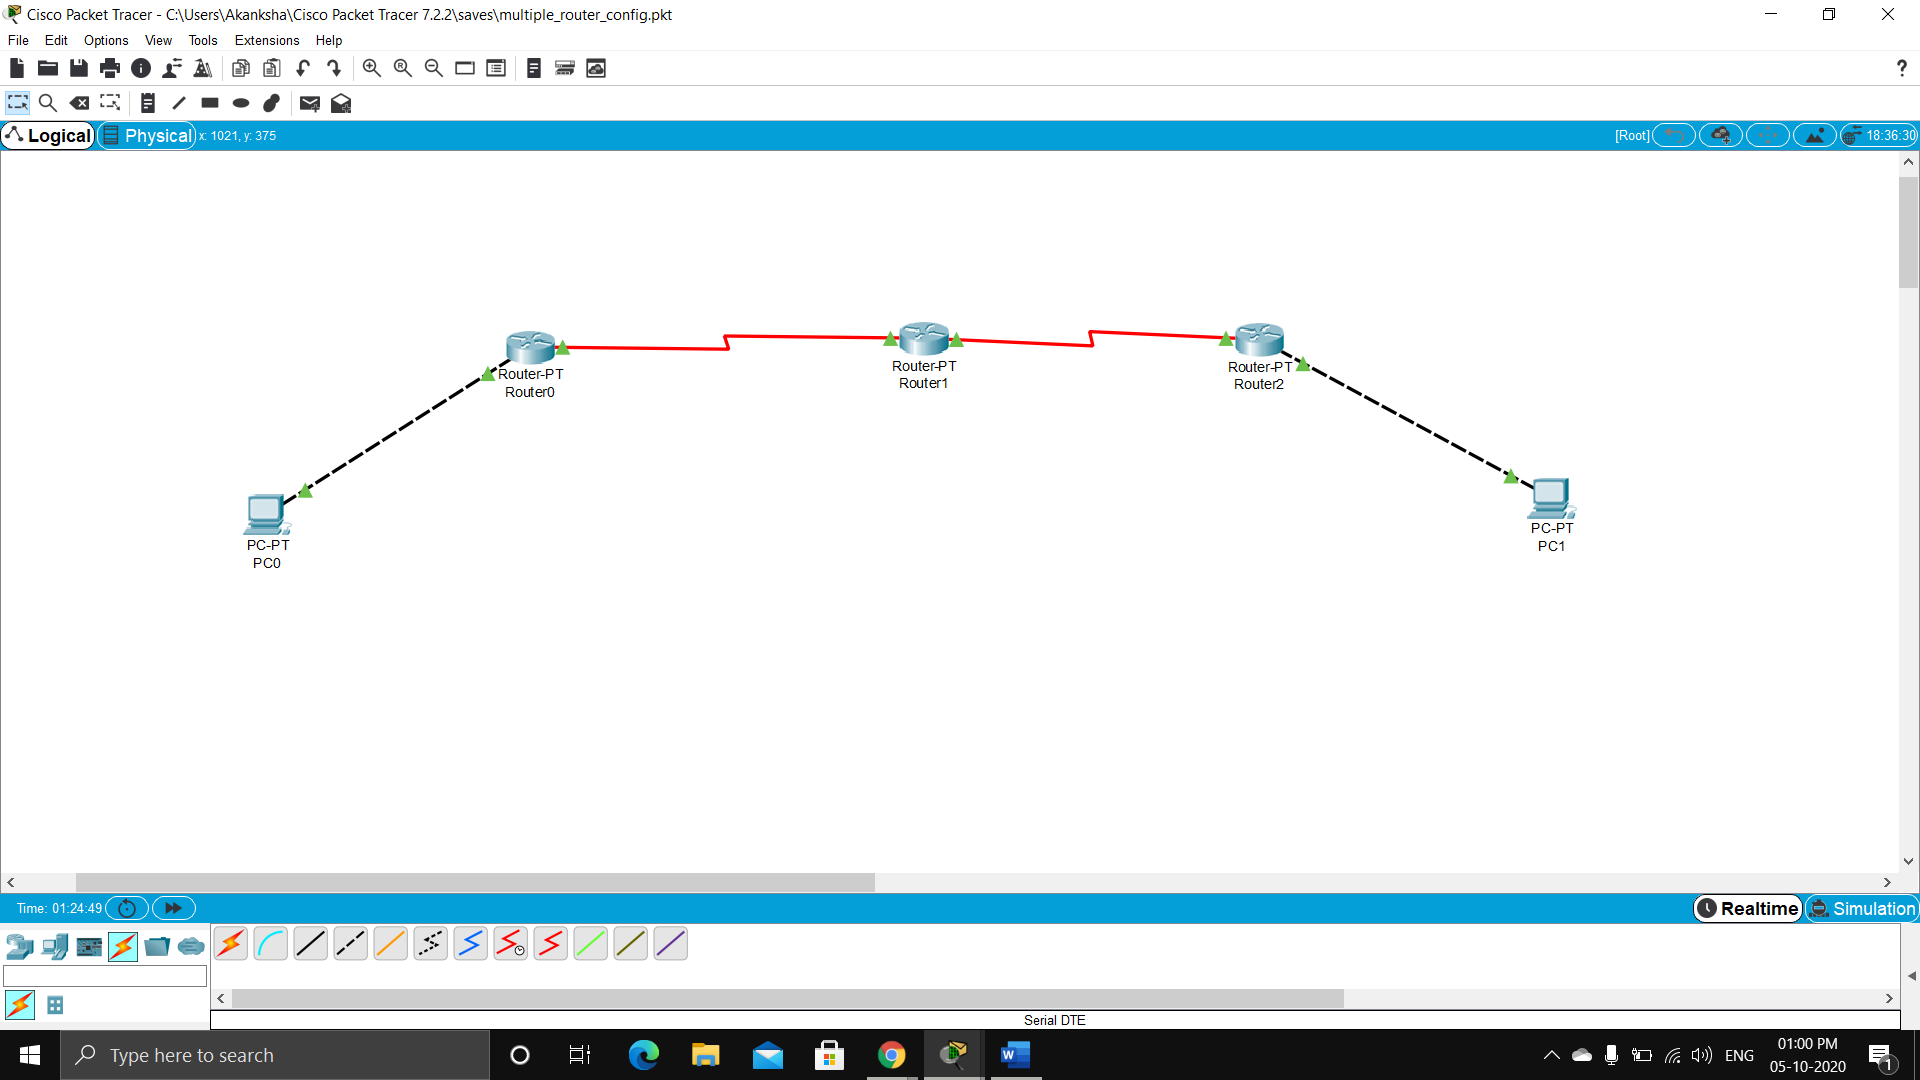 Cisco Packet Tracer - C:\Users\Akanksha\Cisco Packet Tracer 7.2.2\saves\multiple_router_config.pkt
File Edit Options View Tools Extensions Help
?
Logical Physical x: 1021, y: 375 [Root] 18:36:30
Router-PT
Router0
Router-PT
Router1
Router-PT
Router2
PC-PT
PC0
PC-PT
PC1
Time: 01:24:49 Realtime Simulation
Serial DTE
Type here to search
ENG
01:00 PM
05-10-2020
1